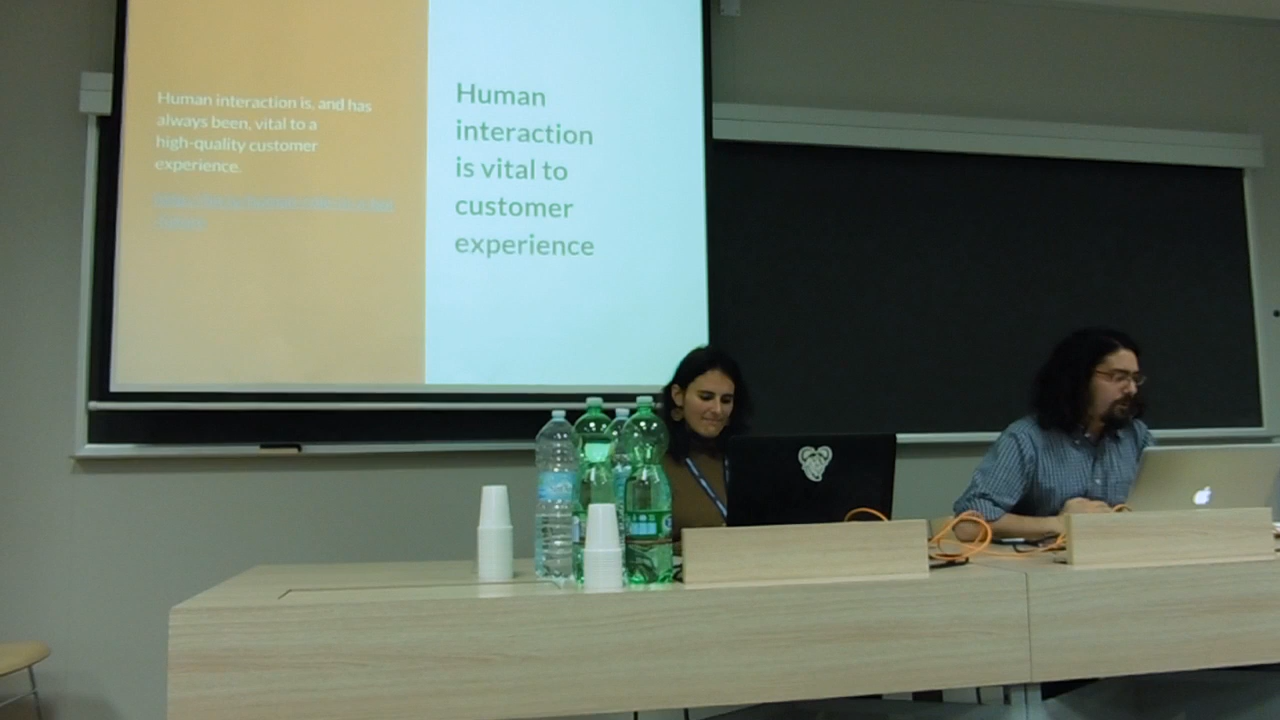 Human interaction is, and has
always been, vital to a
high-quality customer
experience.
Human
interaction
is vital to
customer
experience